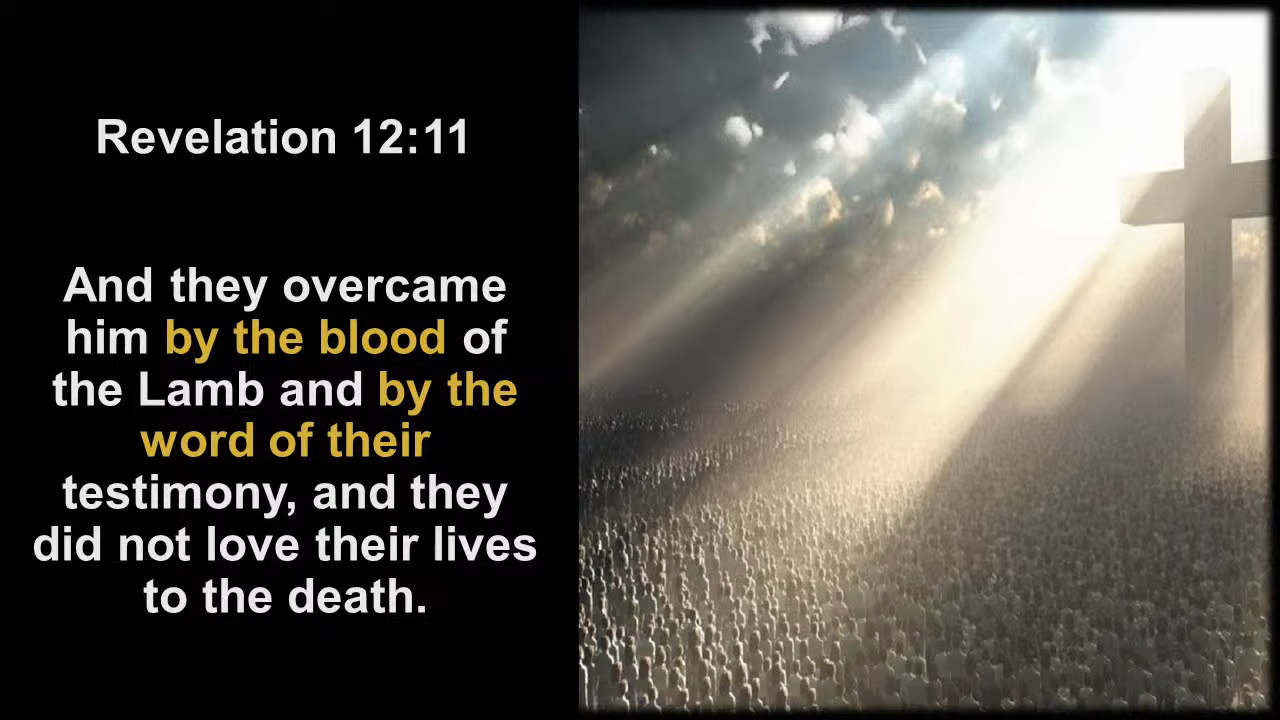 Revelation 12:11
And they overcame
him by the blood of
the Lamb and by the
word of their
testimony, and they
did not love their lives
to the death.